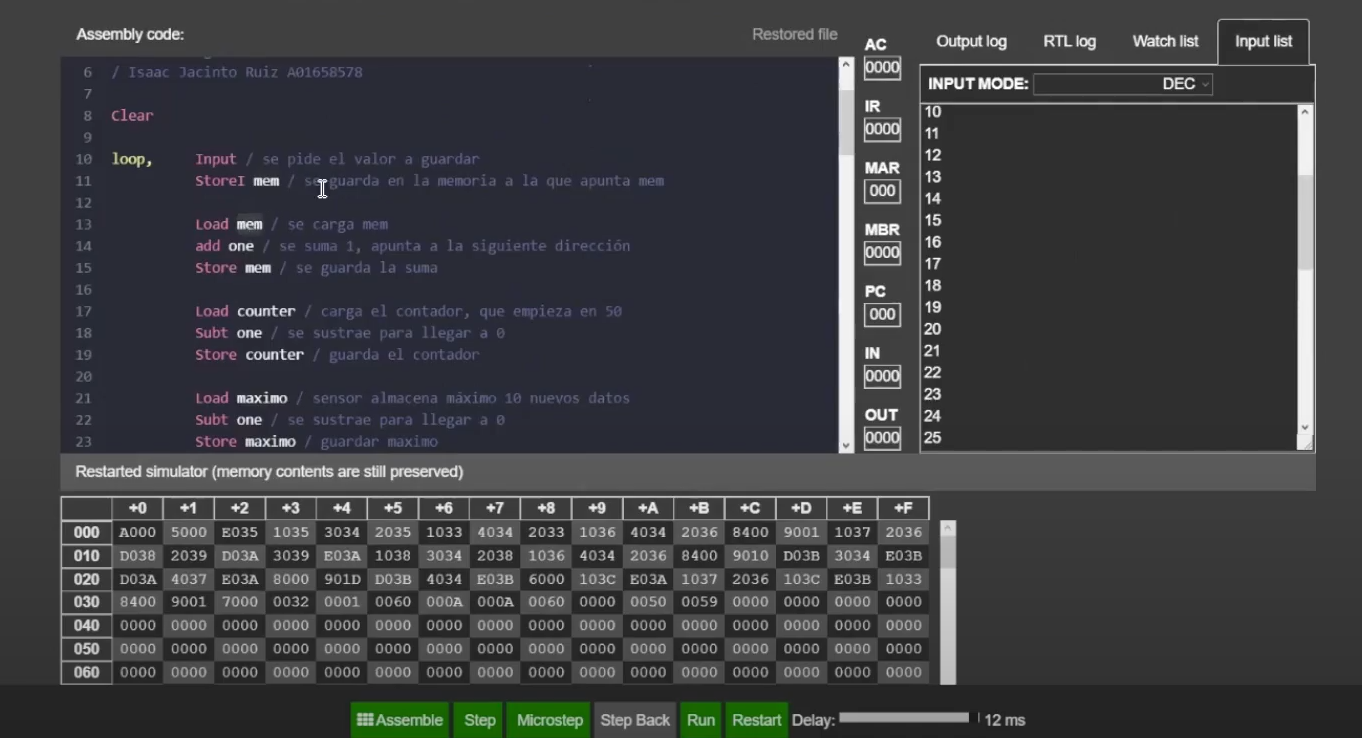 Assembly code:
Restored file
6 / Isaac Jacinto Ruiz A01658578
7
8 Clear
9
10 loop, Input / se pide el valor a guardar
11 StoreI mem / se guarda en la memoria a la que apunta mem
12
13 Load mem / se carga mem
14 add one / se suma 1, apunta a la siguiente dirección
15 Store mem / se guarda la suma
16
17 Load counter / carga el contador, que empieza en 50
18 Subt one / se sustrae para llegar a 0
19 Store counter / guarda el contador
20
21 Load maximo / sensor almacena máximo 10 nuevos datos
22 Subt one / se sustrae para llegar a 0
23 Store maximo / guardar maximo
AC
0000
IR
0000
MAR
000
MBR
0000
PC
000
IN
0000
OUT
0000
Output log RTL log Watch list Input list
INPUT MODE: DEC
10
11
12
13
14
15
16
17
18
19
20
21
22
23
24
25
Restarted simulator (memory contents are still preserved)
+0 +1 +2 +3 +4 +5 +6 +7 +8 +9 +A +B +C +D +E +F
000 A000 5000 E035 1035 3034 2035 1033 4034 2033 1036 4034 2036 8400 9001 1037 2036
010 D038 2039 D03A 3039 E03A 1038 3034 2038 1036 4034 2036 8400 9010 D03B 3034 E03B
020 D03A 4037 E03A 8000 901D D03B 4034 E03B 6000 103C E03A 1037 2036 103C E03B 1033
030 8400 9001 7000 0032 0001 0060 000A 000A 0060 0000 0050 0059 0000 0000 0000 0000
040 0000 0000 0000 0000 0000 0000 0000 0000 0000 0000 0000 0000 0000 0000 0000 0000
050 0000 0000 0000 0000 0000 0000 0000 0000 0000 0000 0000 0000 0000 0000 0000 0000
060 0000 0000 0000 0000 0000 0000 0000 0000 0000 0000 0000 0000 0000 0000 0000 0000
Assemble Step Microstep Step Back Run Restart Delay: 12 ms